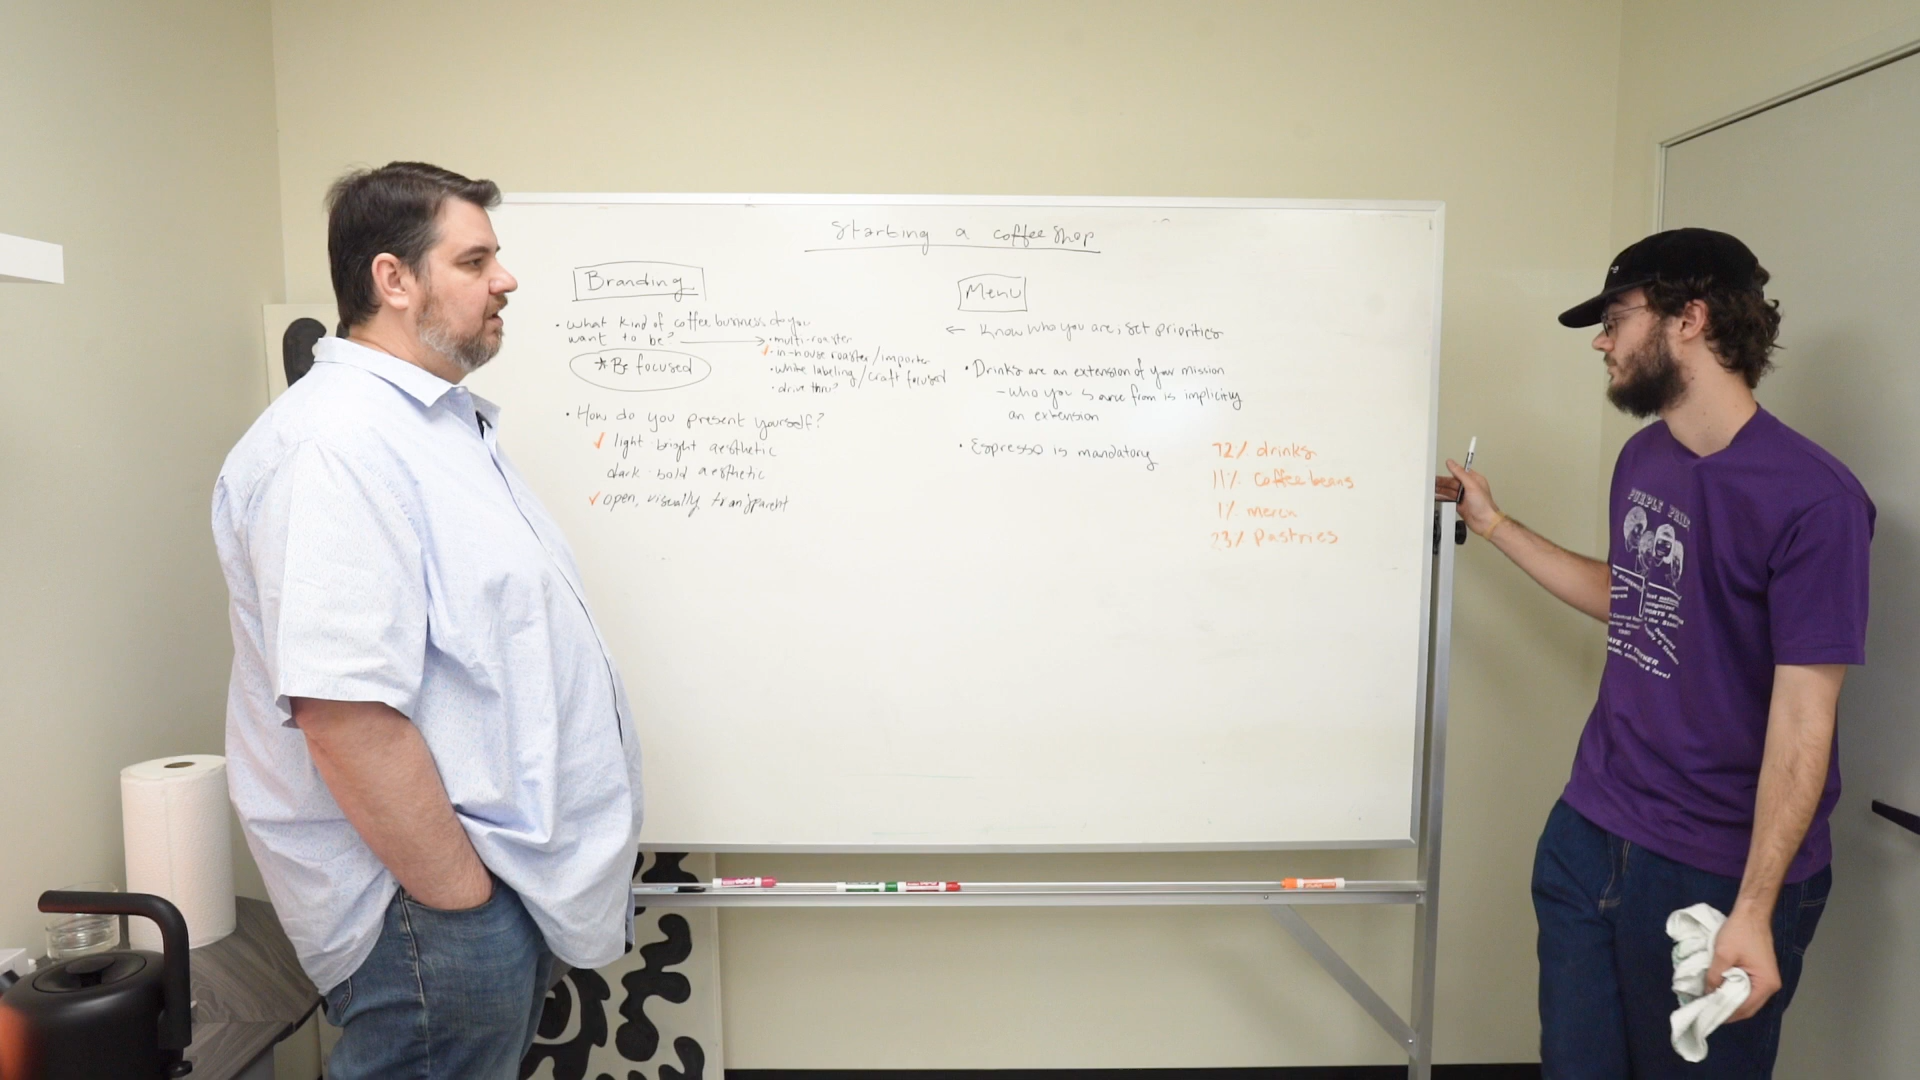 Starting a coffee shop
Branding
• What kind of coffee business do you
want to be?
• multi-roaster
• in-house roaster/importer
• white labeling/craft focused
• drive thru?
* Be focused
• How do you present yourself?
light-bright aesthetic
dark-bold aesthetic
open, visually transparent
Menu
← Know who you are, set priorities
• Drinks are an extension of your mission
- who you source from is implicitly
an extension
• Espresso is mandatory
72% drinks
11% coffee beans
1% merch
23% pastries
PURPLE PRIDE